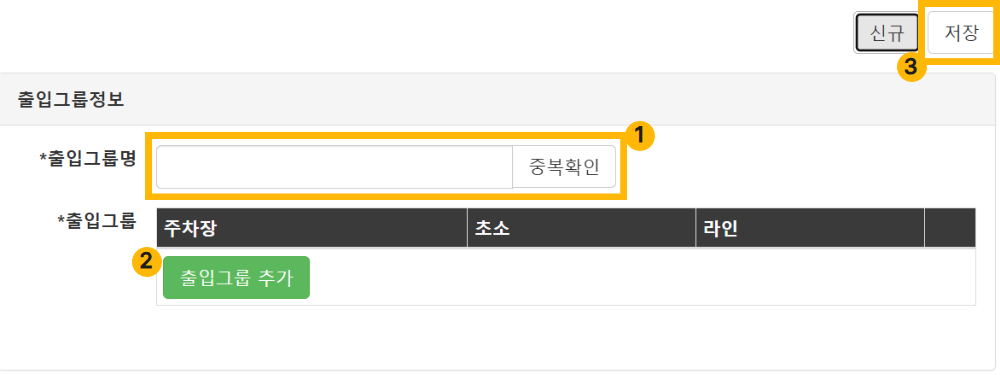 신규 저장
3
출입그룹정보
1
*출입그룹명 중복확인
*출입그룹 주차장 초소 라인
2 출입그룹 추가